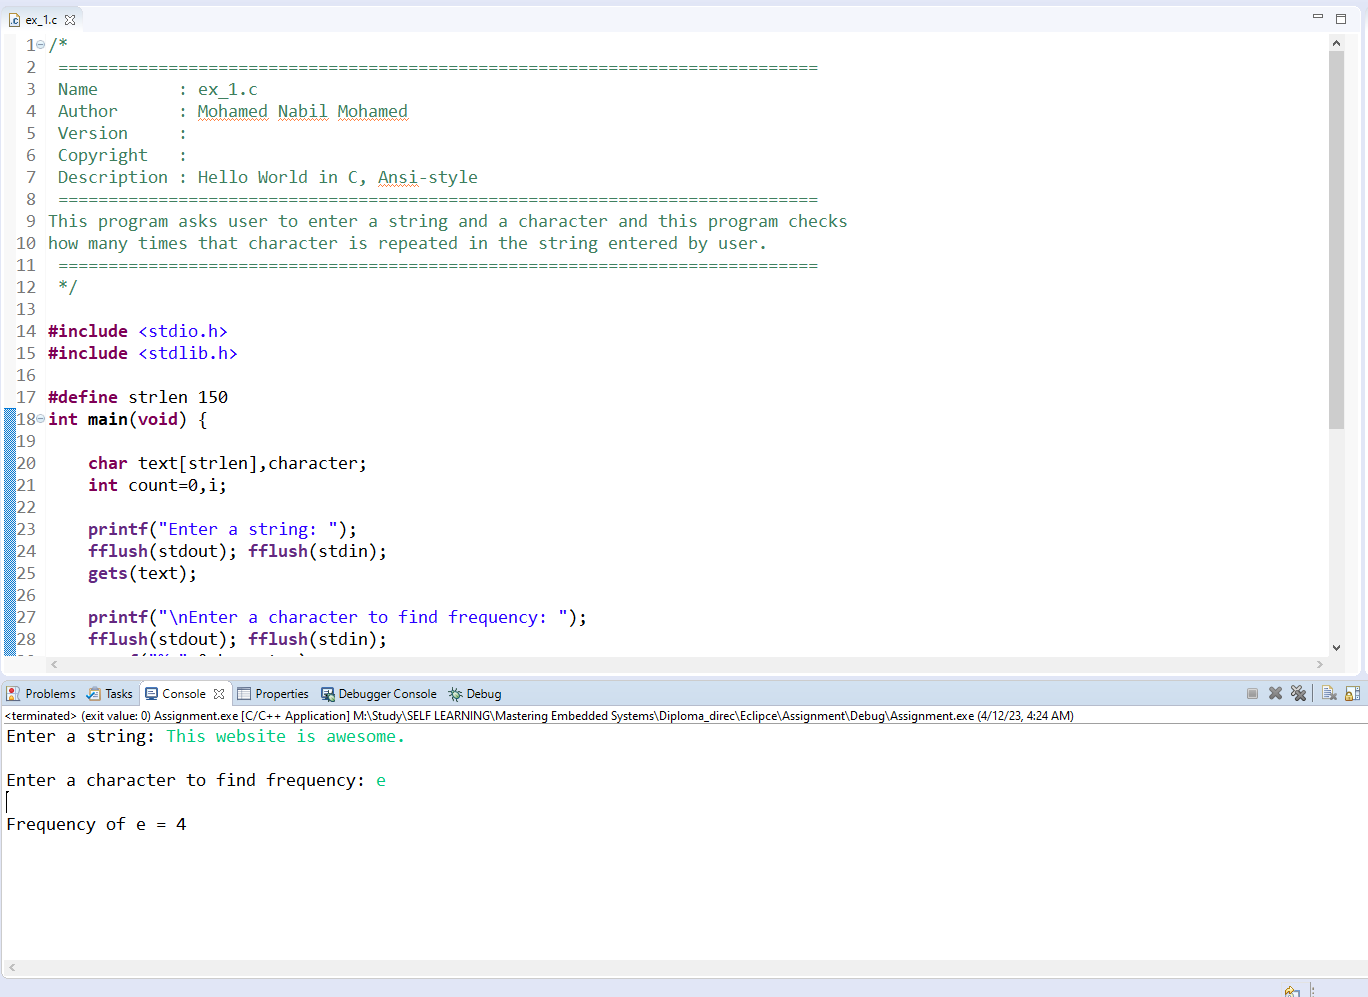 ex_1.c
1 /*
2 ============================================================================
3 Name        : ex_1.c
4 Author      : Mohamed Nabil Mohamed
5 Version     :
6 Copyright   :
7 Description : Hello World in C, Ansi-style
8 ============================================================================
9 This program asks user to enter a string and a character and this program checks
10 how many times that character is repeated in the string entered by user.
11 ============================================================================
12 */
13
14 #include <stdio.h>
15 #include <stdlib.h>
16
17 #define strlen 150
18 int main(void) {
19
20     char text[strlen],character;
21     int count=0,i;
22
23     printf("Enter a string: ");
24     fflush(stdout); fflush(stdin);
25     gets(text);
26
27     printf("\nEnter a character to find frequency: ");
28     fflush(stdout); fflush(stdin);
Problems Tasks Console Properties Debugger Console Debug
<terminated> (exit value: 0) Assignment.exe [C/C++ Application] M:\Study\SELF LEARNING\Mastering Embedded Systems\Diploma_direc\Eclipce\Assignment\Debug\Assignment.exe (4/12/23, 4:24 AM)
Enter a string: This website is awesome.
Enter a character to find frequency: e
Frequency of e = 4